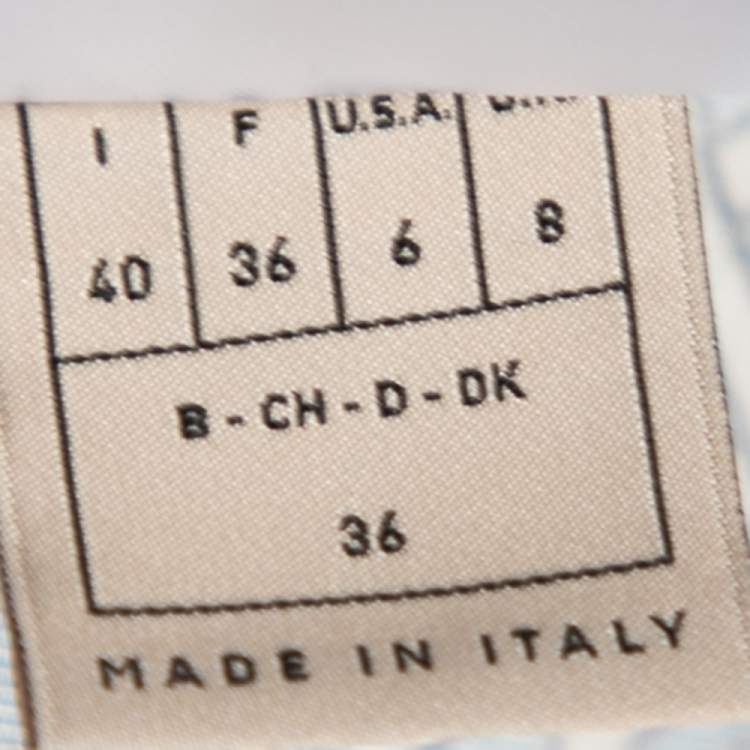 I F U.S.A.
40 36 6 8
B - CH - D - DK
36
MADE IN ITALY